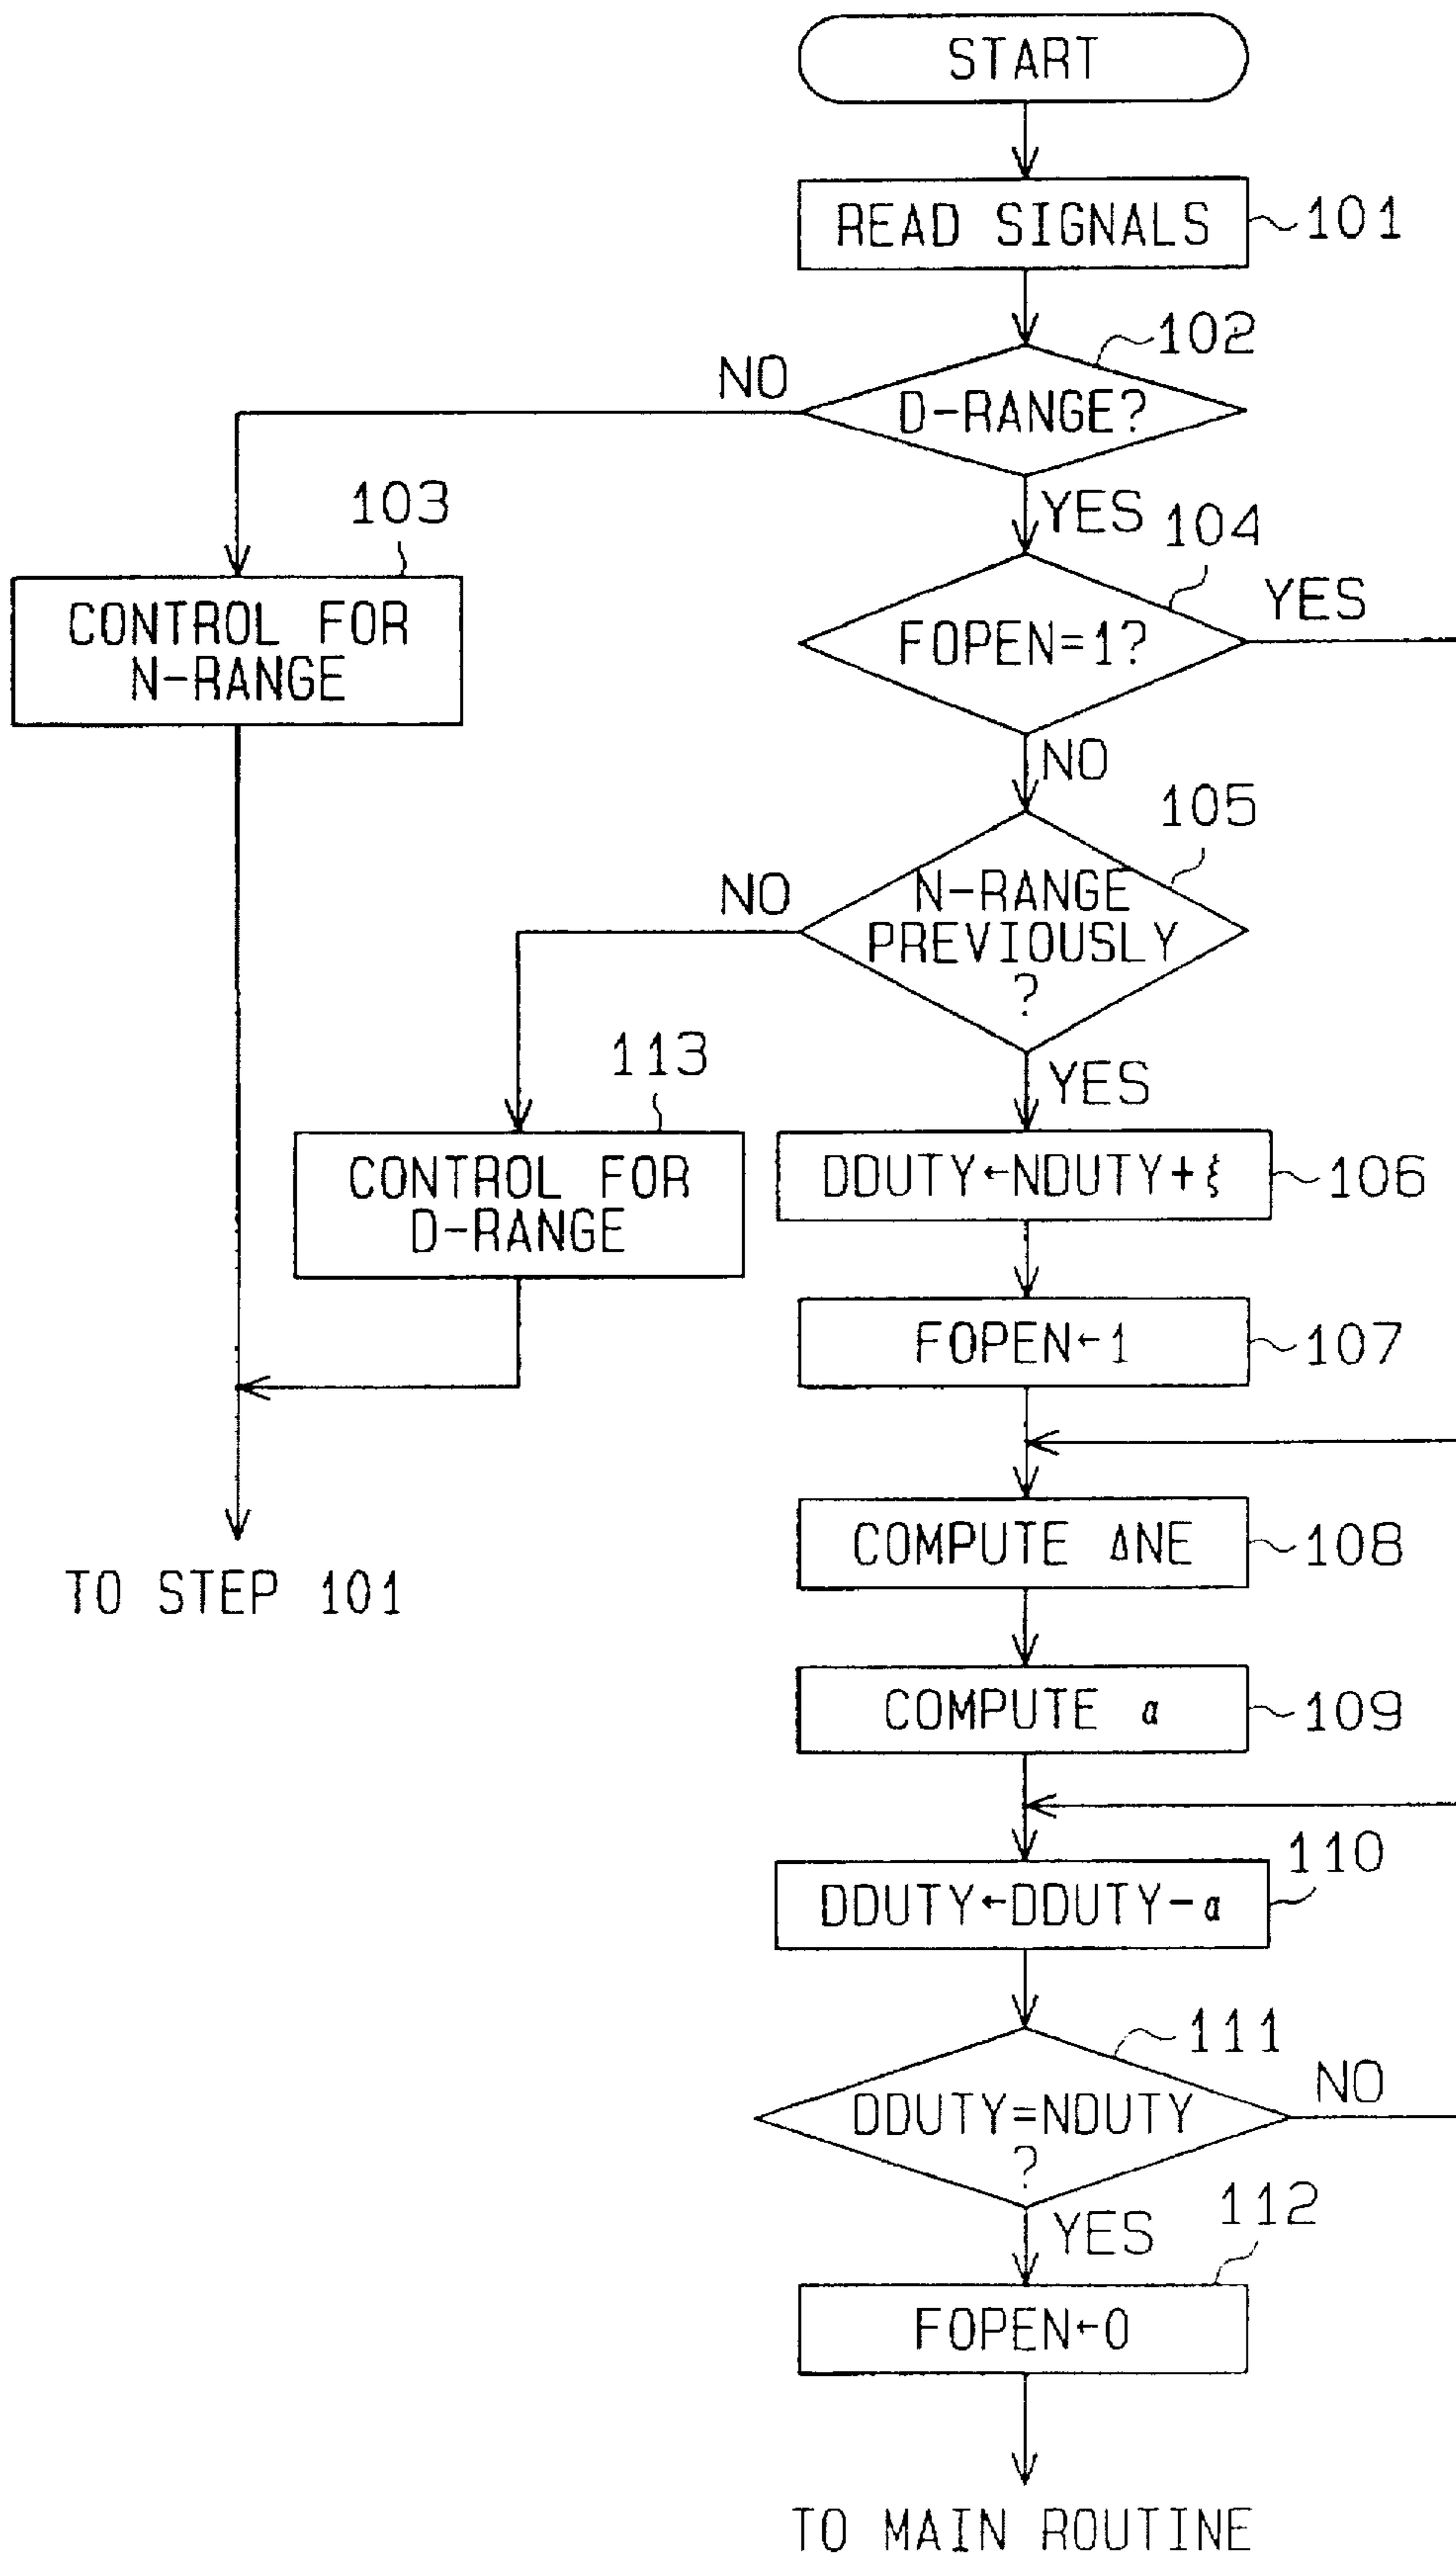 START
READ SIGNALS
101
102
NO
D-RANGE?
YES
103
104
CONTROL FOR
N-RANGE
FOPEN=1?
YES
NO
105
NO
N-RANGE
PREVIOUSLY
?
113
YES
CONTROL FOR
D-RANGE
DDUTY←NDUTY+ξ
106
FOPEN←1
107
COMPUTE ΔNE
108
TO STEP 101
COMPUTE α
109
110
DDUTY←DDUTY-α
111
DDUTY=NDUTY
?
NO
YES
112
FOPEN←0
TO MAIN ROUTINE